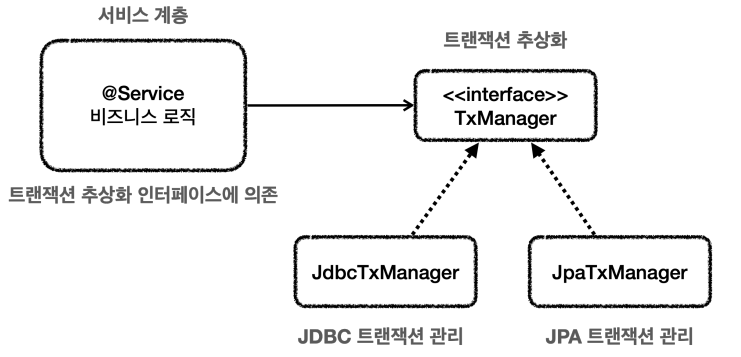 서비스 계층
트랜잭션 추상화
@Service
비즈니스 로직
<<interface>>
TxManager
트랜잭션 추상화 인터페이스에 의존
JdbcTxManager
JpaTxManager
JDBC 트랜잭션 관리
JPA 트랜잭션 관리